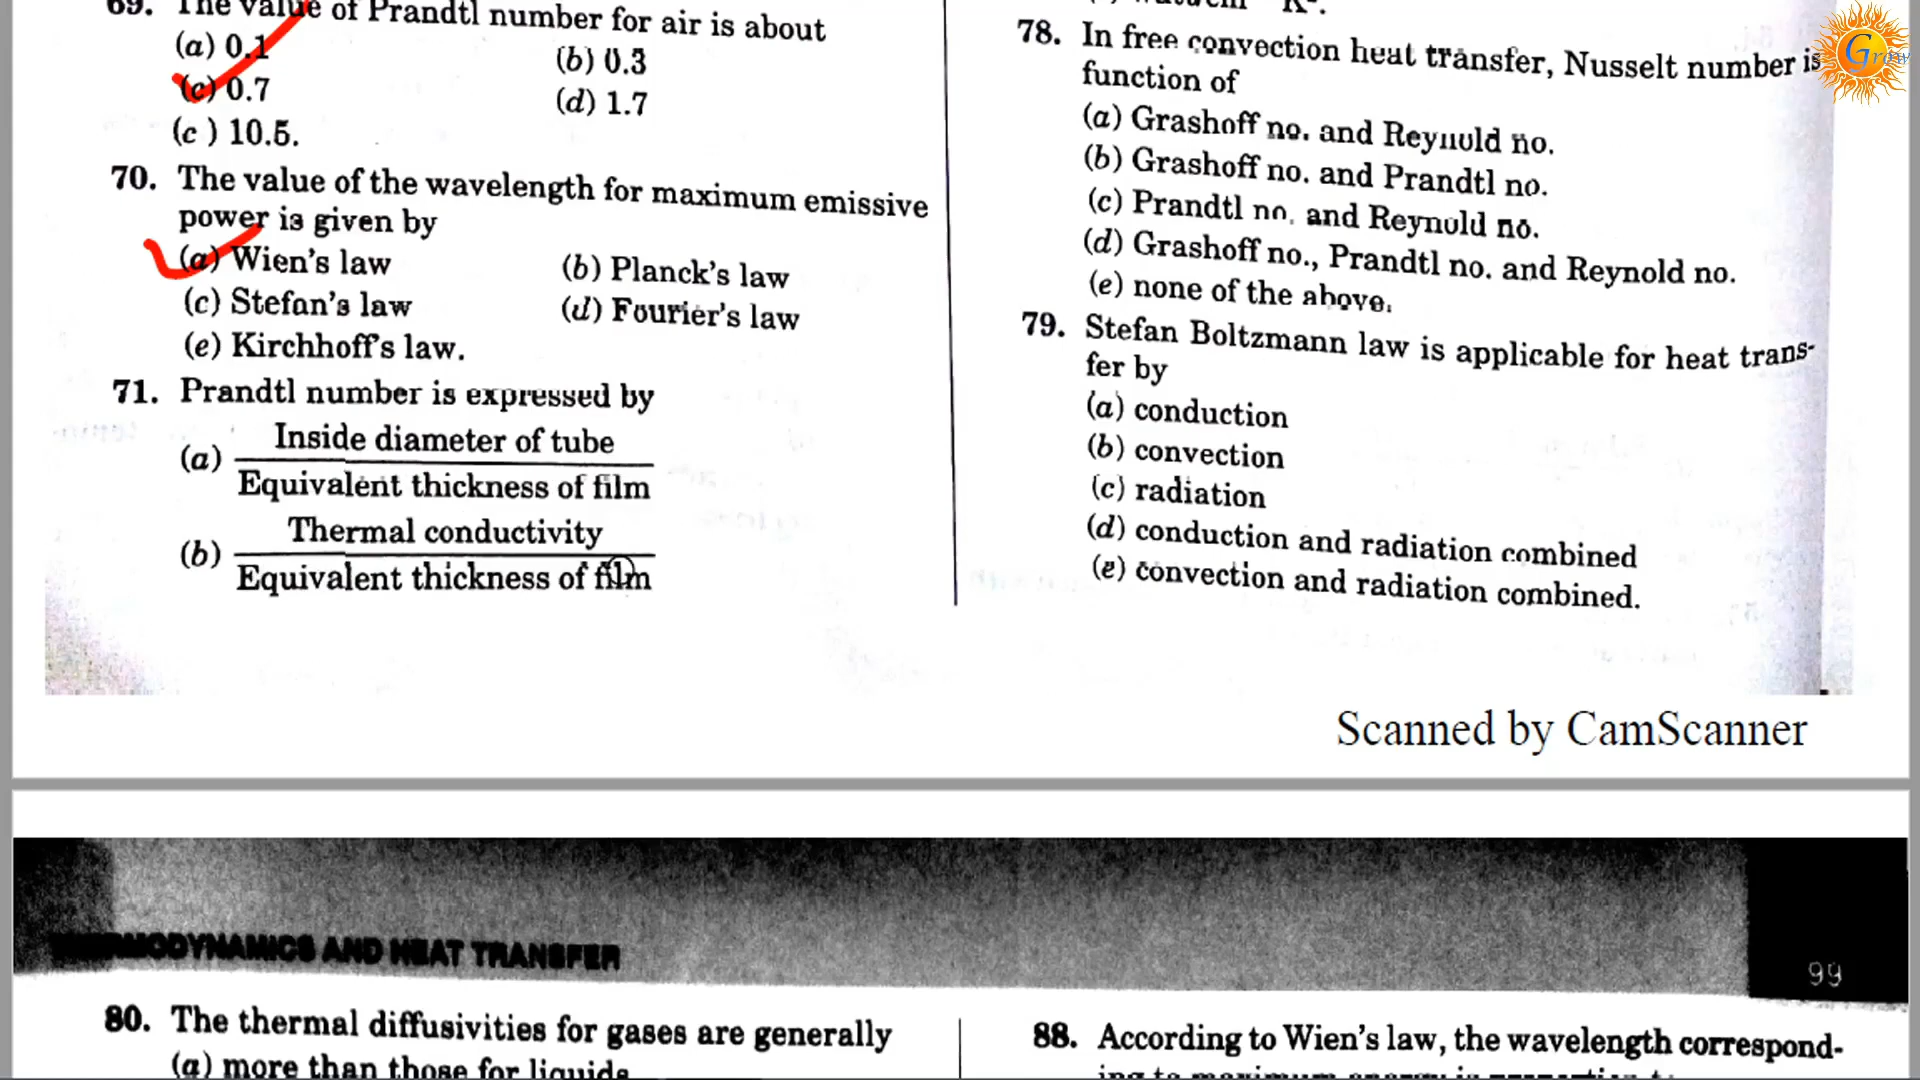 69. The value of Prandtl number for air is about
(a) 0.1
(b) 0.3
(c) 0.7
(d) 1.7
(c ) 10.5.
70. The value of the wavelength for maximum emissive
power is given by
(a) Wien's law
(b) Planck's law
(c) Stefan's law
(d) Fourier's law
(e) Kirchhoff's law.
71. Prandtl number is expressed by
(a) Inside diameter of tube
Equivalent thickness of film
(b) Thermal conductivity
Equivalent thickness of film
78. In free convection heat transfer, Nusselt number is
function of
(a) Grashoff no. and Reynold no.
(b) Grashoff no. and Prandtl no.
(c) Prandtl no. and Reynold no.
(d) Grashoff no., Prandtl no. and Reynold no.
(e) none of the above.
79. Stefan Boltzmann law is applicable for heat trans-
fer by
(a) conduction
(b) convection
(c) radiation
(d) conduction and radiation combined
(e) convection and radiation combined.
Scanned by CamScanner
AND HEAT TRANSFER
99
80. The thermal diffusivities for gases are generally
(a) more than those for liquids
88. According to Wien's law, the wavelength correspond-
Grow